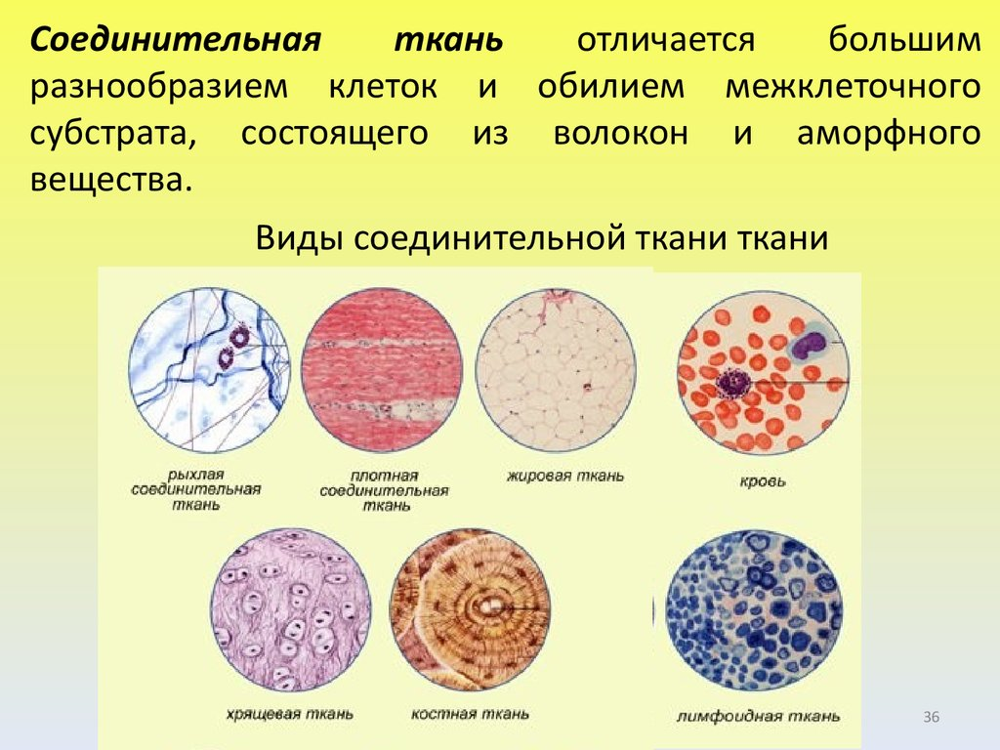 Соединительная ткань отличается большим
разнообразием клеток и обилием межклеточного
субстрата, состоящего из волокон и аморфного
вещества.
Виды соединительной ткани ткани
рыхлая
соединительная
ткань
плотная
соединительная
ткань
жировая ткань
кровь
хрящевая ткань
костная ткань
лимфоидная ткань
36